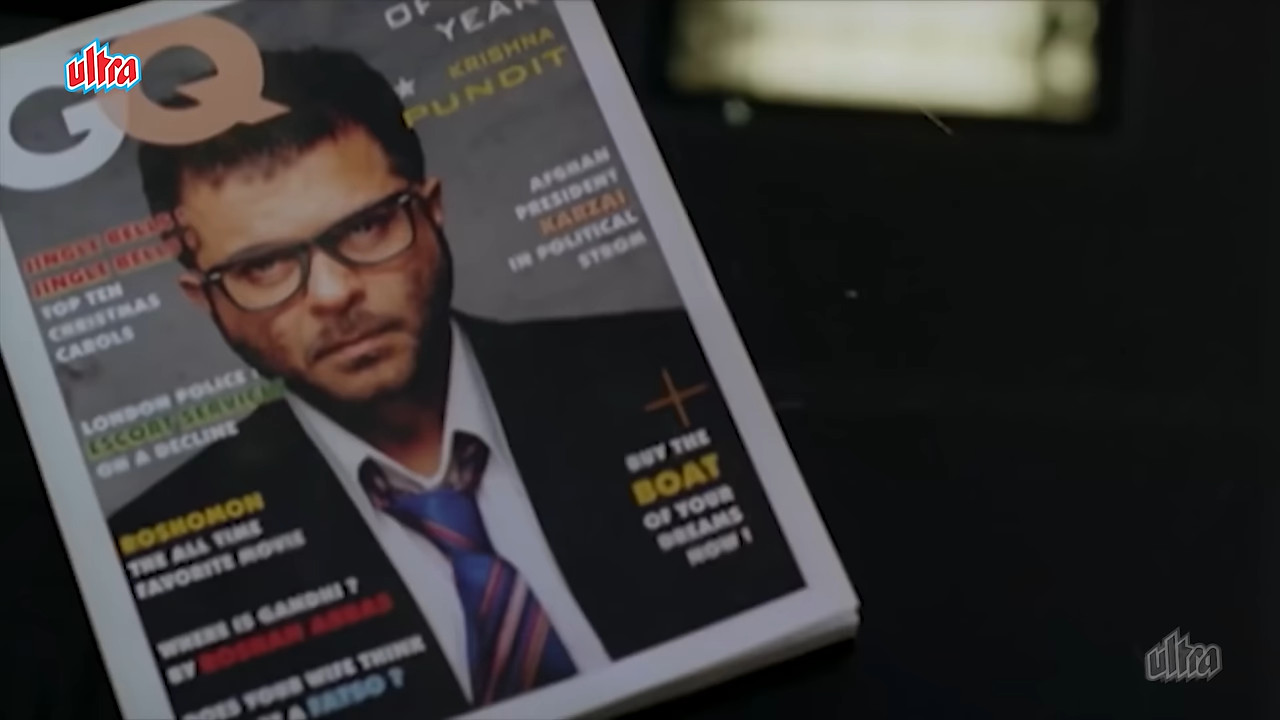 ultra
GQ
OF
YEAR
KRISHNA
PUNDIT
AFGHAN
PRESIDENT
KARZAI
IN POLITICAL
STROM
JINGLE BELLS
JINGLE BELLS
TOP TEN
CHRISTMAS
CAROLS
LONDON POLICE
ESCORT SERVICES
ON A DECLINE
BUY THE
BOAT
OF YOUR
DREAMS
NOW !
ROSHOMON
THE ALL TIME
FAVORITE MOVIE
WHERE IS GANDHI ?
BY ROSHAN ABBAS
DOES YOUR WIFE THINK
A FATSO ?
ultra